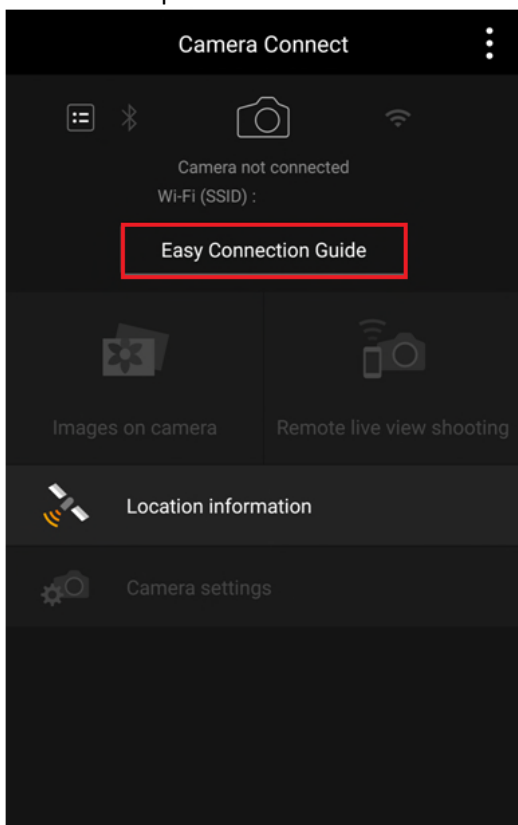 Camera Connect
Camera not connected
Wi-Fi (SSID) :
Easy Connection Guide
Images on camera
Remote live view shooting
Location information
Camera settings